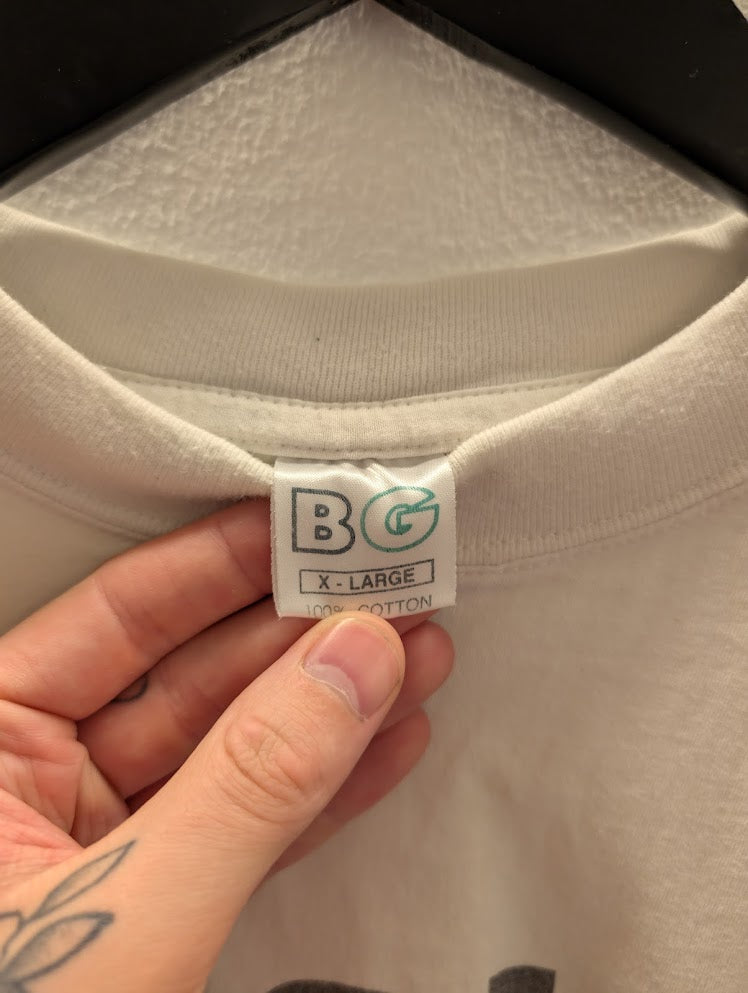 BG
X - LARGE
100% COTTON